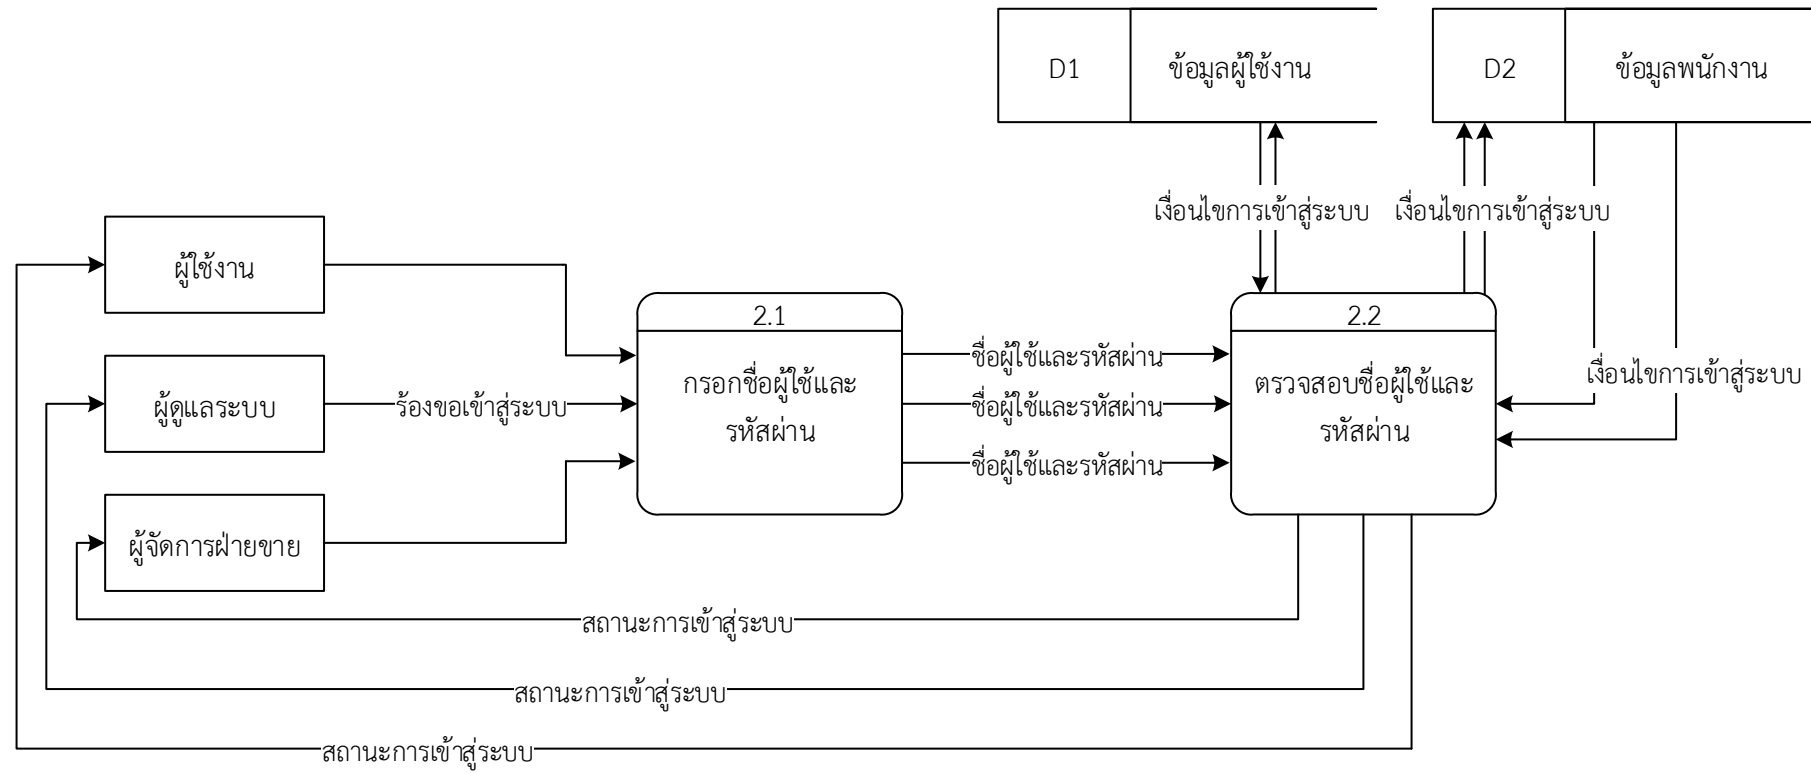 D1
ข้อมูลผู้ใช้งาน
D2
ข้อมูลพนักงาน
เงื่อนไขการเข้าสู่ระบบ
เงื่อนไขการเข้าสู่ระบบ
ผู้ใช้งาน
2.1
2.2
ชื่อผู้ใช้และรหัสผ่าน
เงื่อนไขการเข้าสู่ระบบ
กรอกชื่อผู้ใช้และ
รหัสผ่าน
ตรวจสอบชื่อผู้ใช้และ
รหัสผ่าน
ผู้ดูแลระบบ
ร้องขอเข้าสู่ระบบ
ชื่อผู้ใช้และรหัสผ่าน
ชื่อผู้ใช้และรหัสผ่าน
ผู้จัดการฝ่ายขาย
สถานะการเข้าสู่ระบบ
สถานะการเข้าสู่ระบบ
สถานะการเข้าสู่ระบบ